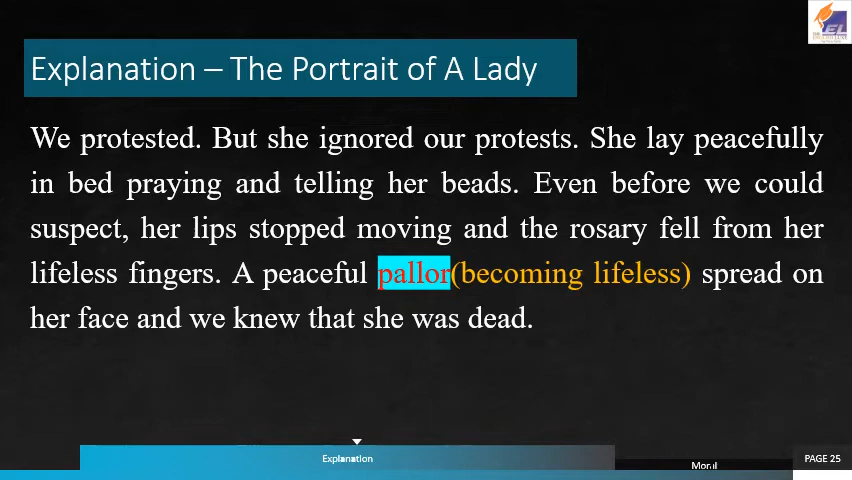 EL
Explanation – The Portrait of A Lady
We protested. But she ignored our protests. She lay peacefully
in bed praying and telling her beads. Even before we could
suspect, her lips stopped moving and the rosary fell from her
lifeless fingers. A peaceful pallor(becoming lifeless) spread on
her face and we knew that she was dead.
Explanation
Moral
PAGE 25